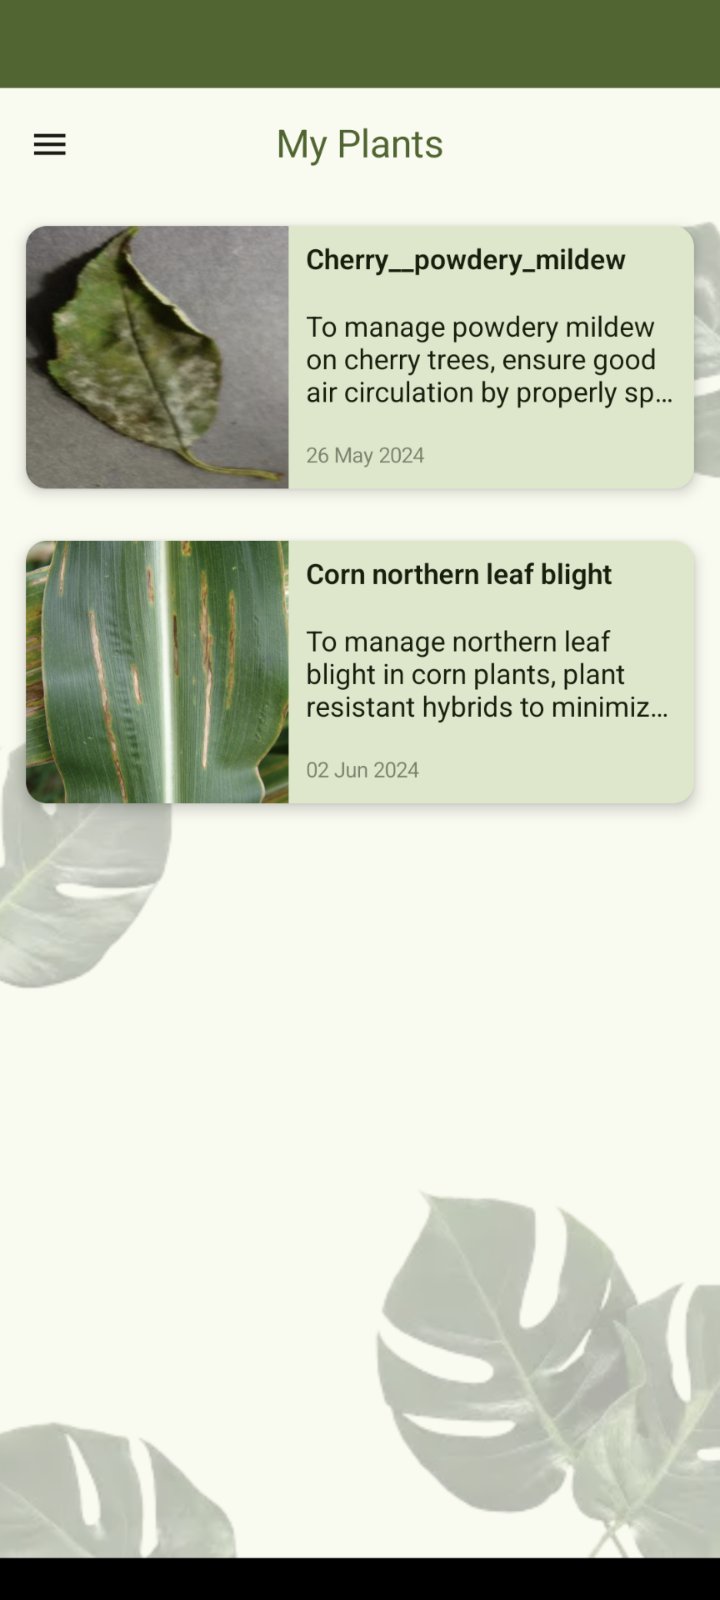 My Plants
Cherry__powdery_mildew
To manage powdery mildew
on cherry trees, ensure good
air circulation by properly sp...
26 May 2024
Corn northern leaf blight
To manage northern leaf
blight in corn plants, plant
resistant hybrids to minimiz...
02 Jun 2024